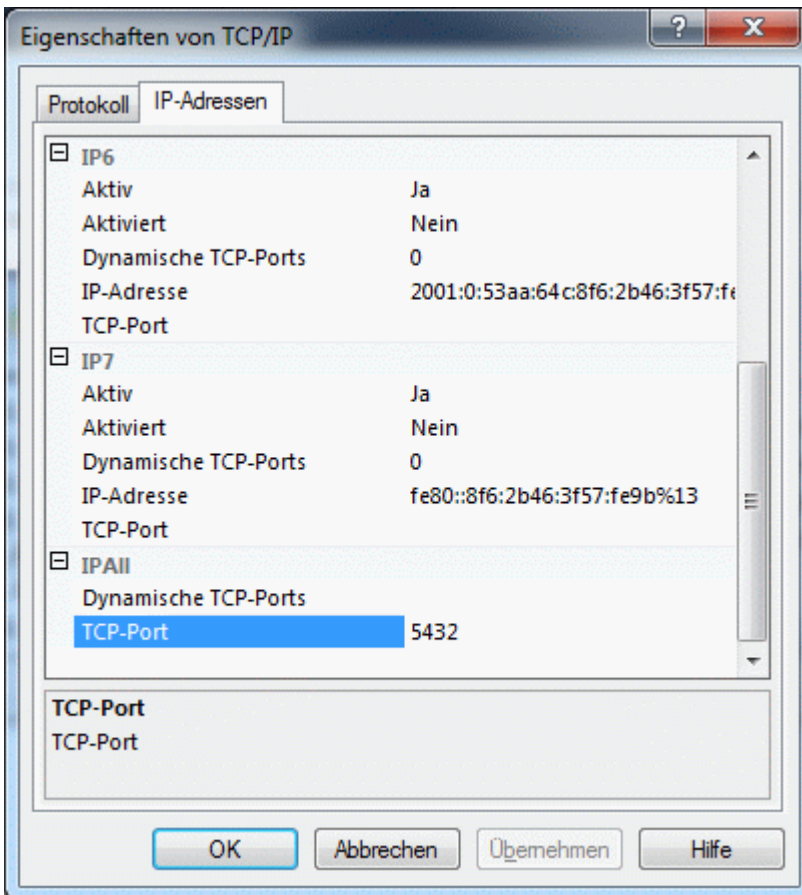 Eigenschaften von TCP/IP
?
Protokoll IP-Adressen
IP6
Aktiv Ja
Aktiviert Nein
Dynamische TCP-Ports 0
IP-Adresse 2001:0:53aa:64c:8f6:2b46:3f57:fe
TCP-Port
IP7
Aktiv Ja
Aktiviert Nein
Dynamische TCP-Ports 0
IP-Adresse fe80::8f6:2b46:3f57:fe9b%13
TCP-Port
IPAll
Dynamische TCP-Ports
TCP-Port 5432
TCP-Port
TCP-Port
OK Abbrechen Übernehmen Hilfe